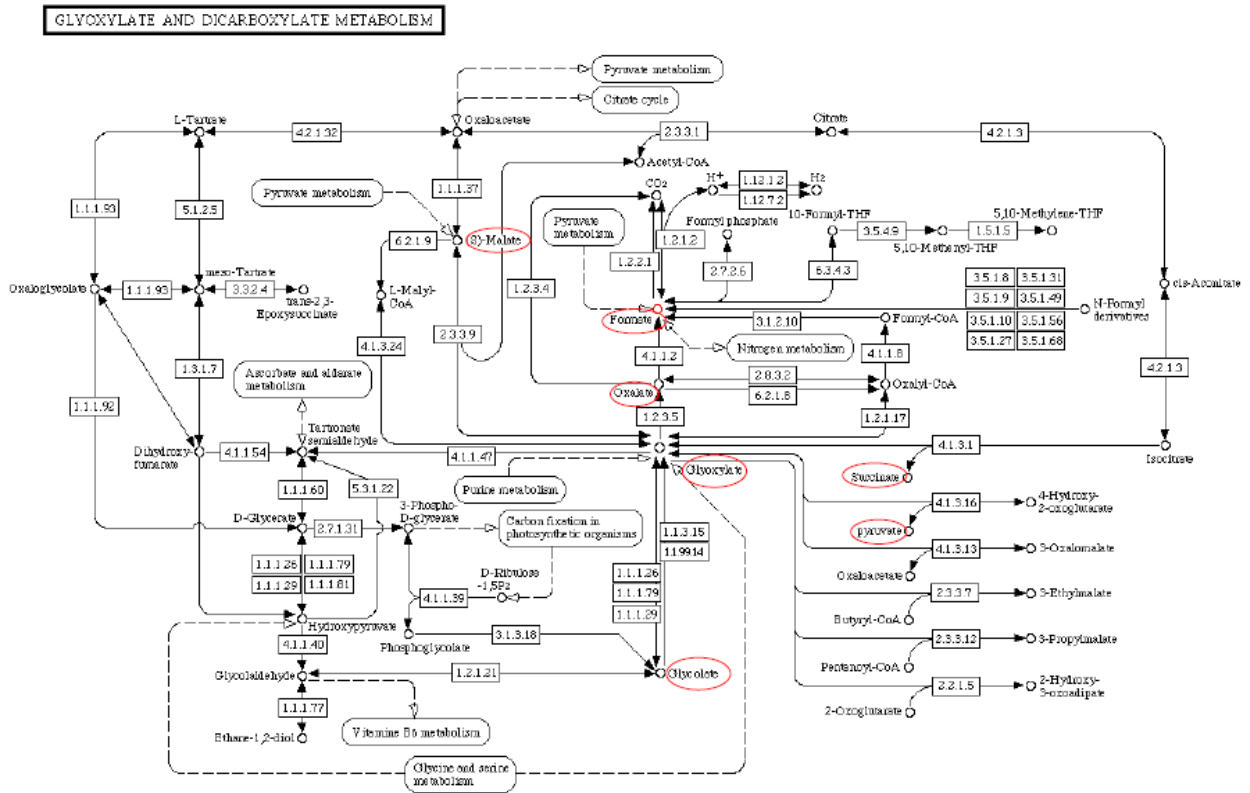 GLYOXYLATE AND DICARBOXYLATE METABOLISM
Pyruvate metabolism
Citrate cycle
L-Tartrate
4.2.1.32
Oxaloacetate
2.3.3.1
Citrate
4.2.1.3
Acetyl-CoA
H+
1.12.1.2
H2
1.12.7.2
CO2
Pyruvate metabolism
1.1.1.37
1.1.1.93
5.1.2.5
Pyruvate
metabolism
Formyl phosphate
10-Formyl-THF
5,10-Methylene-THF
3.5.4.9
1.5.1.5
5,10-Methenyl-THF
6.2.1.9
S)-Malate
1.2.1.2
1.2.2.1
2.7.2.6
6.3.4.3
meso-Tartrate
Oxaloglycolate
1.1.1.93
3.3.2.4
trans-2,3-
Epoxysuccinate
L-Malyl-
CoA
1.2.3.4
3.5.1.8
3.5.1.31
3.5.1.9
3.5.1.49
3.5.1.10
3.5.1.56
3.5.1.27
3.5.1.68
N-Formyl
derivatives
cis-Aconitate
Formate
3.1.2.10
Formyl-CoA
2.3.3.9
4.1.3.24
Nitrogen metabolism
4.1.1.2
4.1.1.8
1.3.1.7
Ascorbate and aldarate
metabolism
2.8.3.2
Oxalate
6.2.1.8
Oxalyl-CoA
4.2.1.3
1.1.1.92
1.2.3.5
1.2.1.17
Tartronate
semialdehyde
Dihydroxy-
fumarate
4.1.1.54
4.1.1.47
4.1.3.1
Isocitrate
Glyoxylate
Succinate
1.1.1.60
5.3.1.22
Purine metabolism
4.1.3.16
4-Hydroxy-
2-oxoglutarate
3-Phospho-
D-glycerate
D-Glycerate
2.7.1.31
Carbon fixation in
photosynthetic organisms
1.1.3.15
1.1.99.14
pyruvate
4.1.3.13
3-Oxalomalate
Oxaloacetate
1.1.1.26
1.1.1.79
1.1.1.29
1.1.1.81
D-Ribulose
-1,5P2
4.1.1.39
1.1.1.26
1.1.1.79
1.1.1.29
2.3.3.7
3-Ethylmalate
Butyryl-CoA
Hydroxypyruvate
3.1.3.18
Phosphoglycolate
4.1.1.40
2.3.3.12
3-Propylmalate
Pentanoyl-CoA
Glycolaldehyde
1.2.1.21
Glycolate
2.2.1.5
2-Hydroxy-
3-oxoadipate
2-Oxoglutarate
1.1.1.77
Vitamine B6 metabolism
Ethane-1,2-diol
Glycine and serine
metabolism